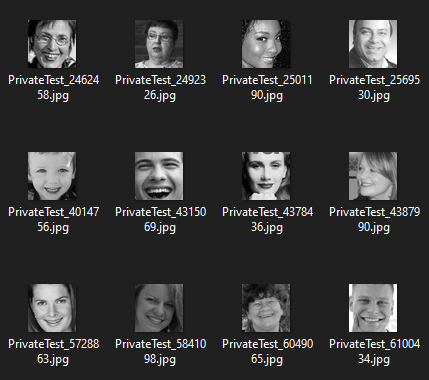 PrivateTest_24624
58.jpg
PrivateTest_24923
26.jpg
PrivateTest_25011
90.jpg
PrivateTest_25695
30.jpg
PrivateTest_40147
56.jpg
PrivateTest_43150
69.jpg
PrivateTest_43784
36.jpg
PrivateTest_43879
90.jpg
PrivateTest_57288
63.jpg
PrivateTest_58410
98.jpg
PrivateTest_60490
65.jpg
PrivateTest_61004
34.jpg